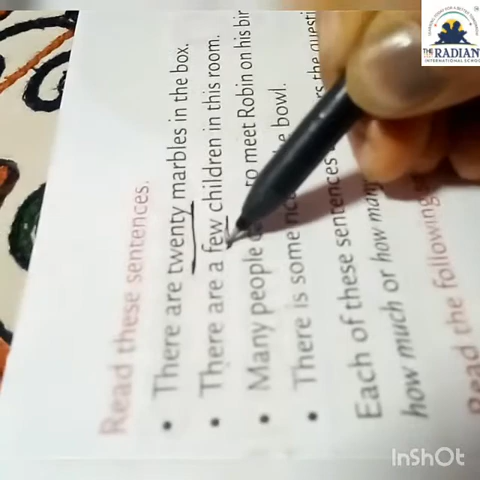 Read these sentences.
• There are twenty marbles in the box.
• There are a few children in this room.
• Many people to meet Robin on his
• There is some bowl.
Each of these sentences
how much or how many
Read the following
THE RADIAN
INTERNATIONAL SCHOOL
InShOt